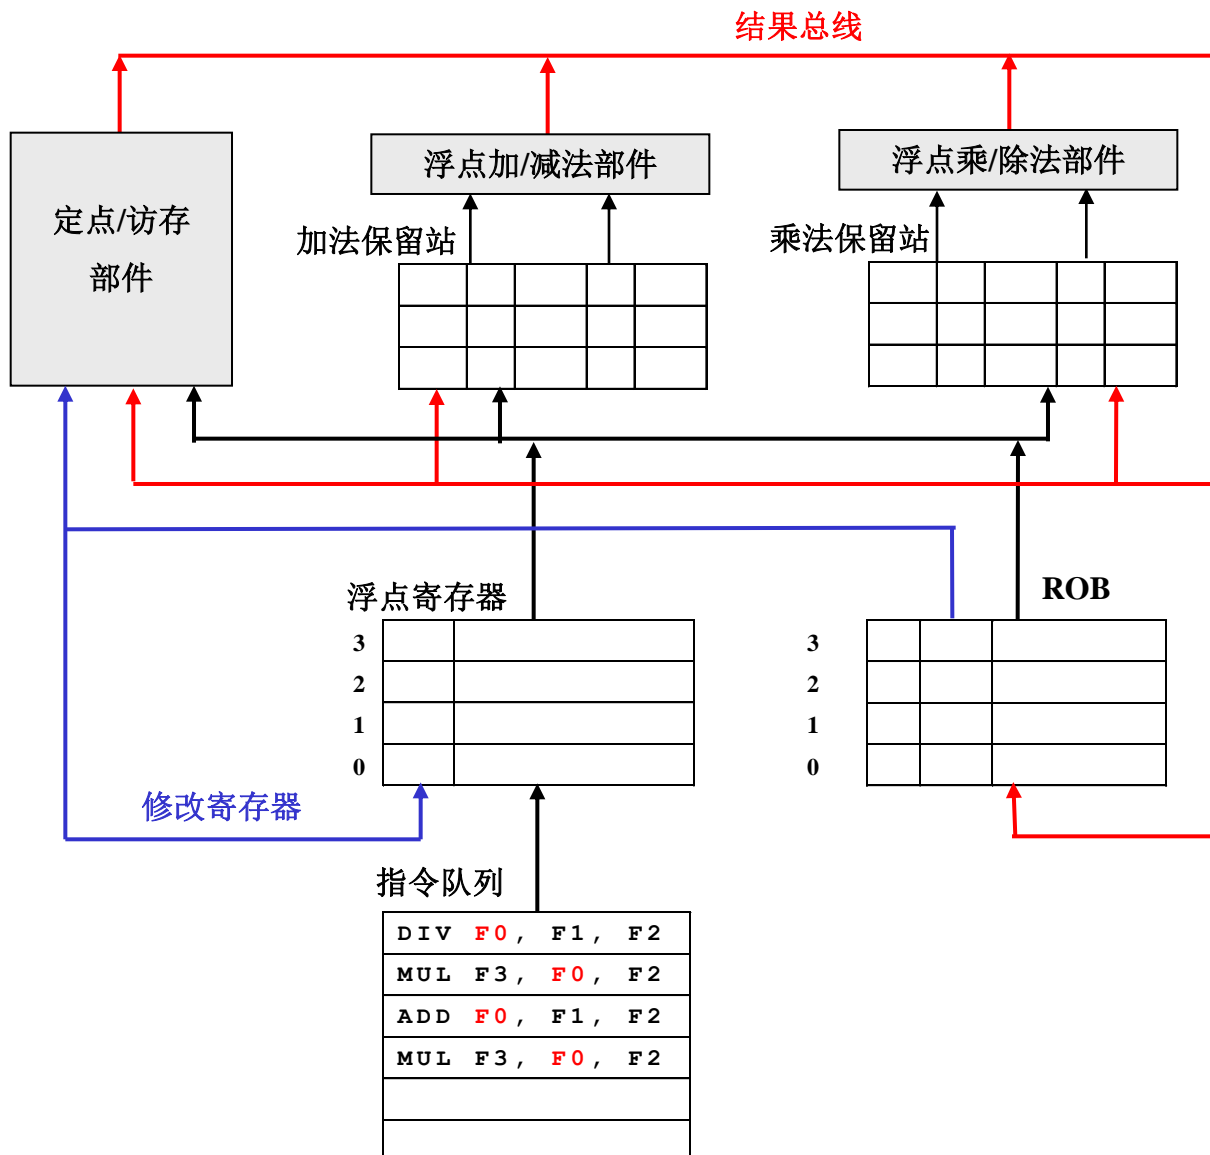 结果总线
定点/访存
部件
浮点加/减法部件
浮点乘/除法部件
加法保留站
乘法保留站
浮点寄存器
ROB
3
2
1
0
3
2
1
0
修改寄存器
指令队列
DIV F0, F1, F2
MUL F3, F0, F2
ADD F0, F1, F2
MUL F3, F0, F2